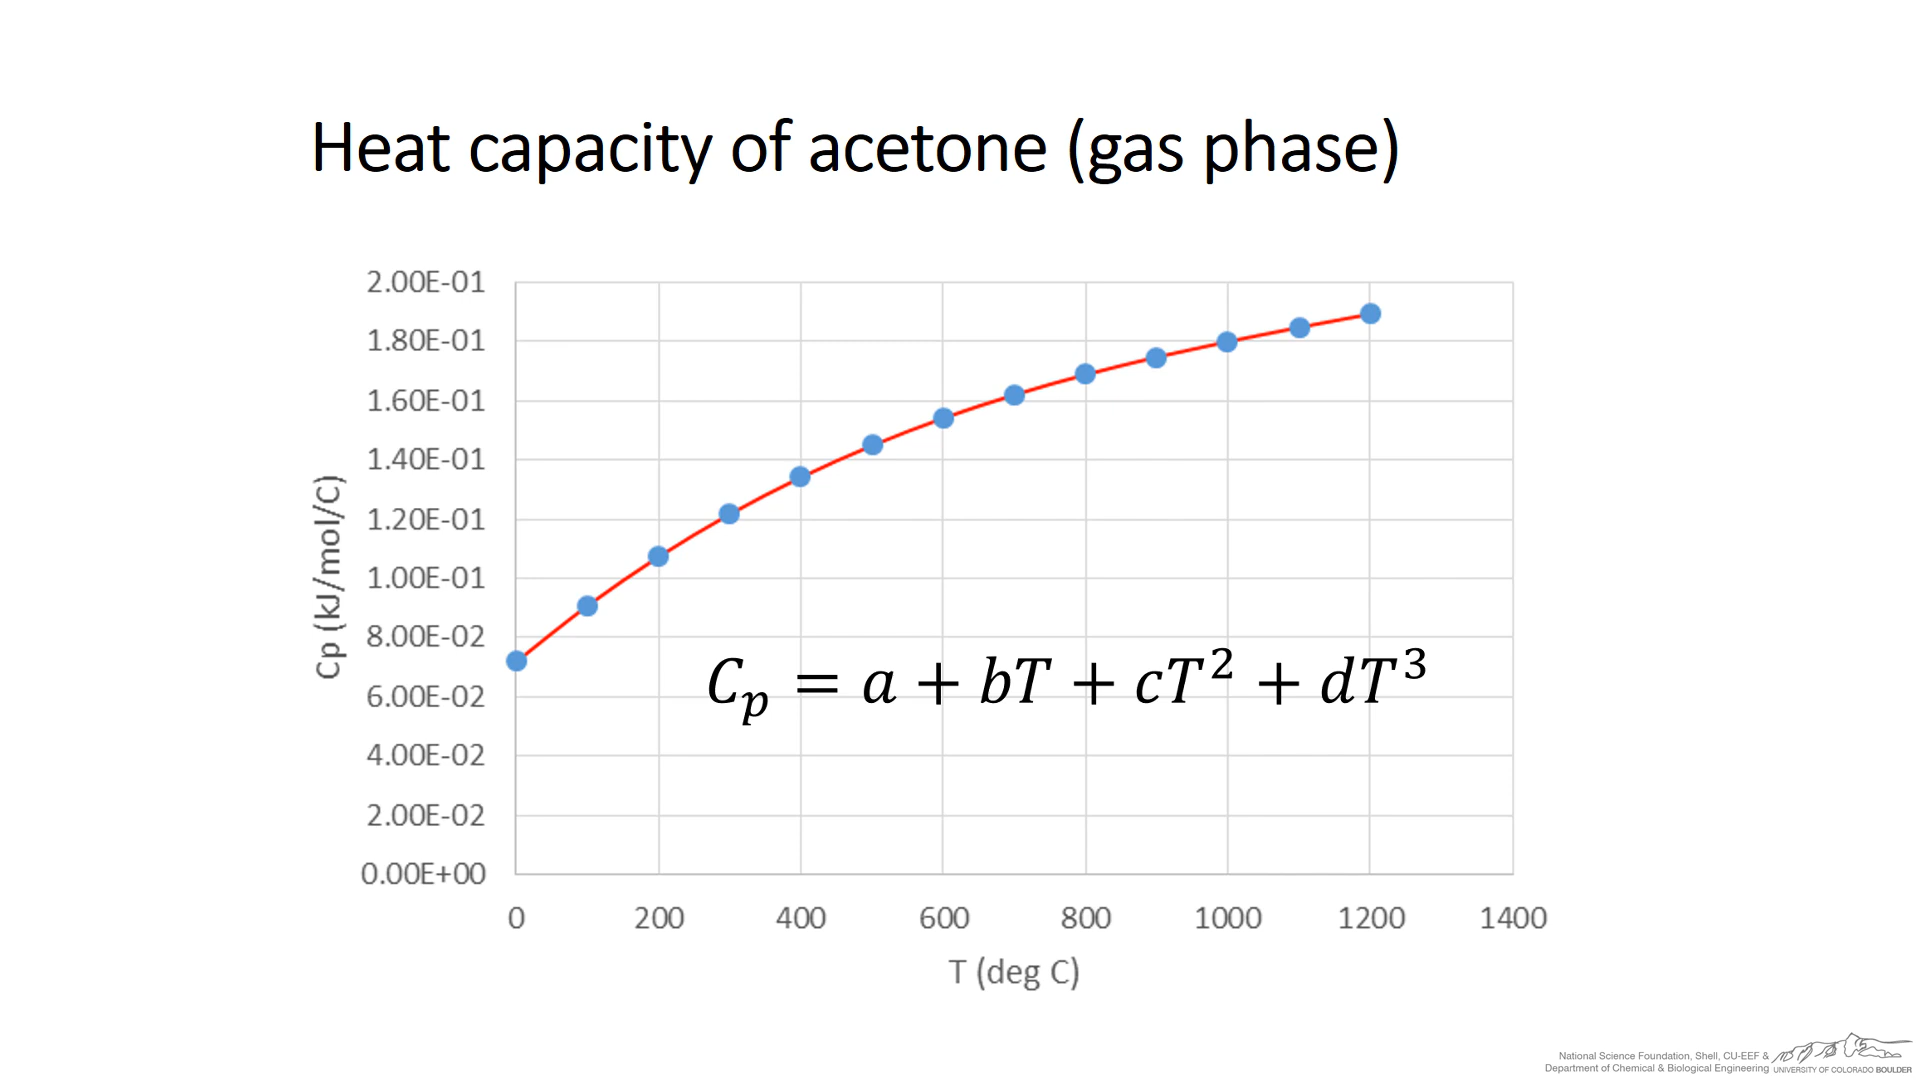 Heat capacity of acetone (gas phase)
2.00E-01
1.80E-01
1.60E-01
1.40E-01
1.20E-01
1.00E-01
8.00E-02
6.00E-02
4.00E-02
2.00E-02
0.00E+00
Cp (kJ/mol/C)
C_p = a + bT + cT² + dT³
0 200 400 600 800 1000 1200 1400
T (deg C)
National Science Foundation, Shell, CU-EEF &
Department of Chemical & Biological Engineering UNIVERSITY OF COLORADO BOULDER